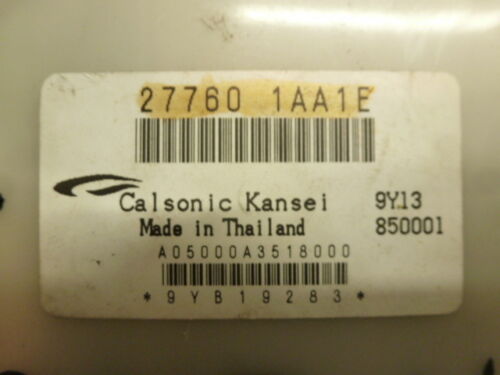 27760 1AA1E
Calsonic Kansei 9Y13
Made in Thailand 850001
A05000A3518000
*9YB19283*